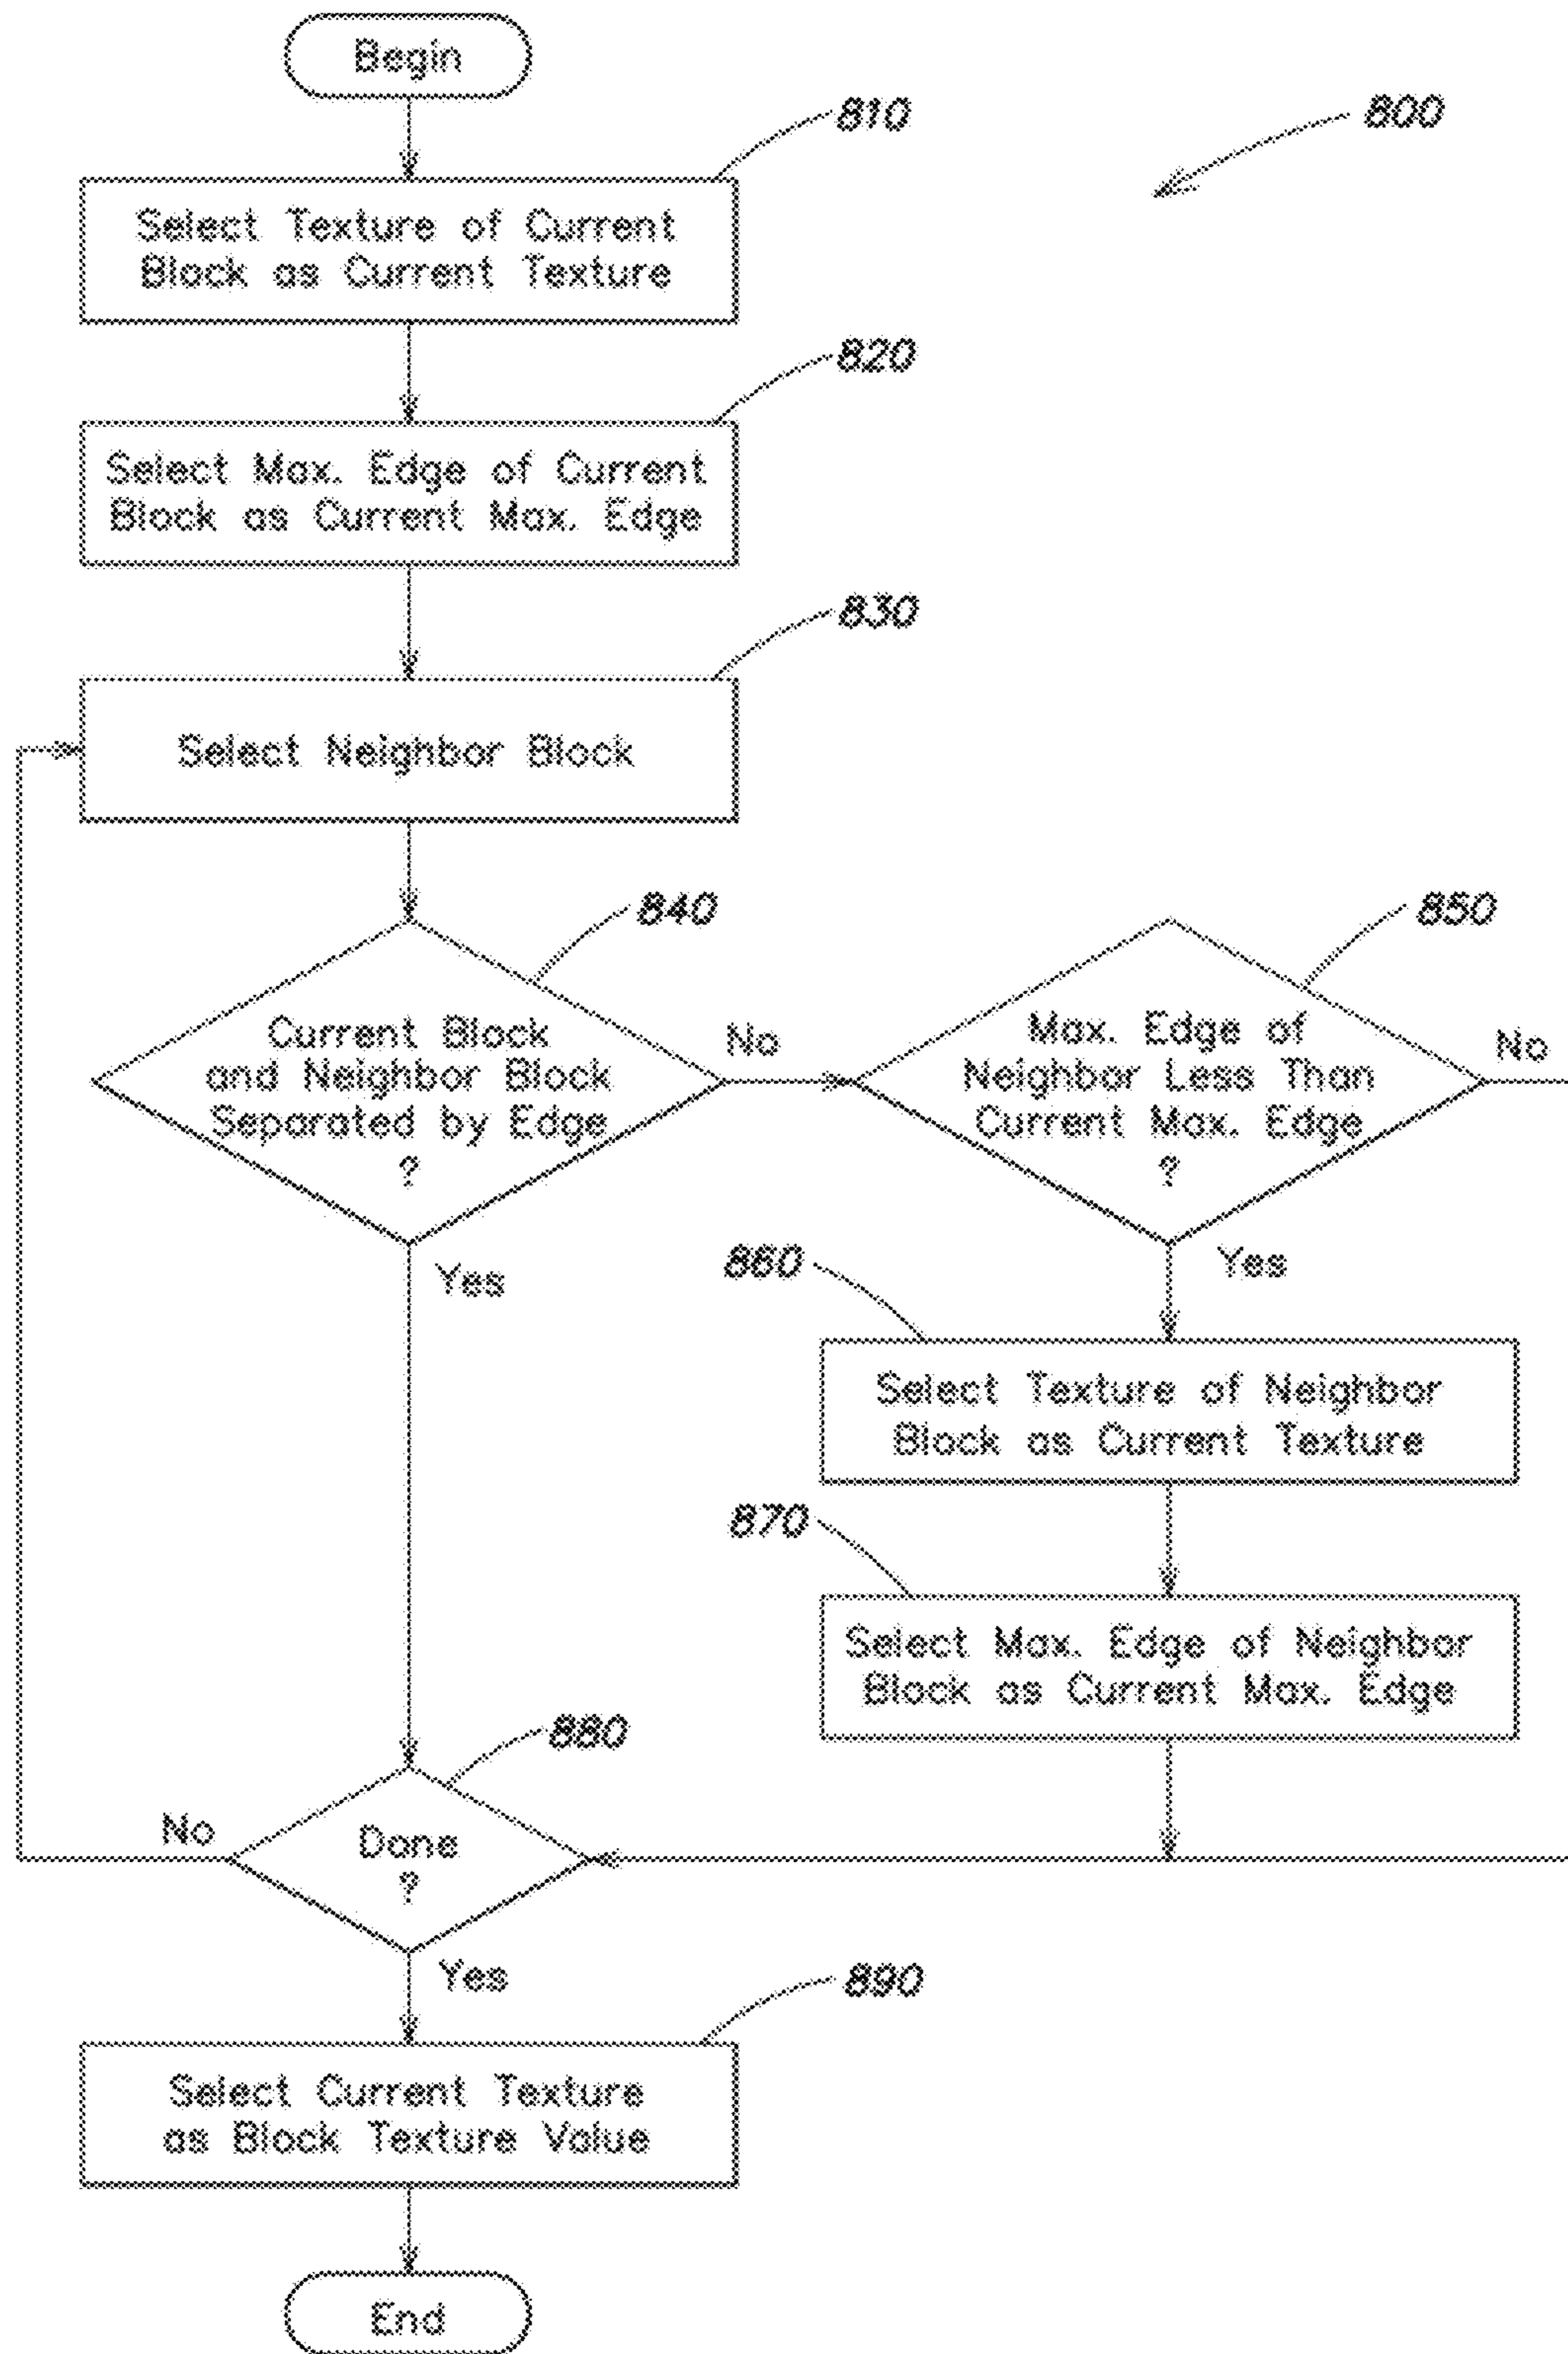 Begin
810
800
Select Texture of Current
Block as Current Texture
820
Select Max. Edge of Current
Block as Current Max. Edge
830
Select Neighbor Block
840
850
Current Block
and Neighbor Block
Separated by Edge
?
No
Max. Edge of
Neighbor Less Than
Current Max. Edge
?
No
Yes
860
Yes
Select Texture of Neighbor
Block as Current Texture
870
Select Max. Edge of Neighbor
Block as Current Max. Edge
880
No
Done
?
Yes
890
Select Current Texture
as Block Texture Value
End